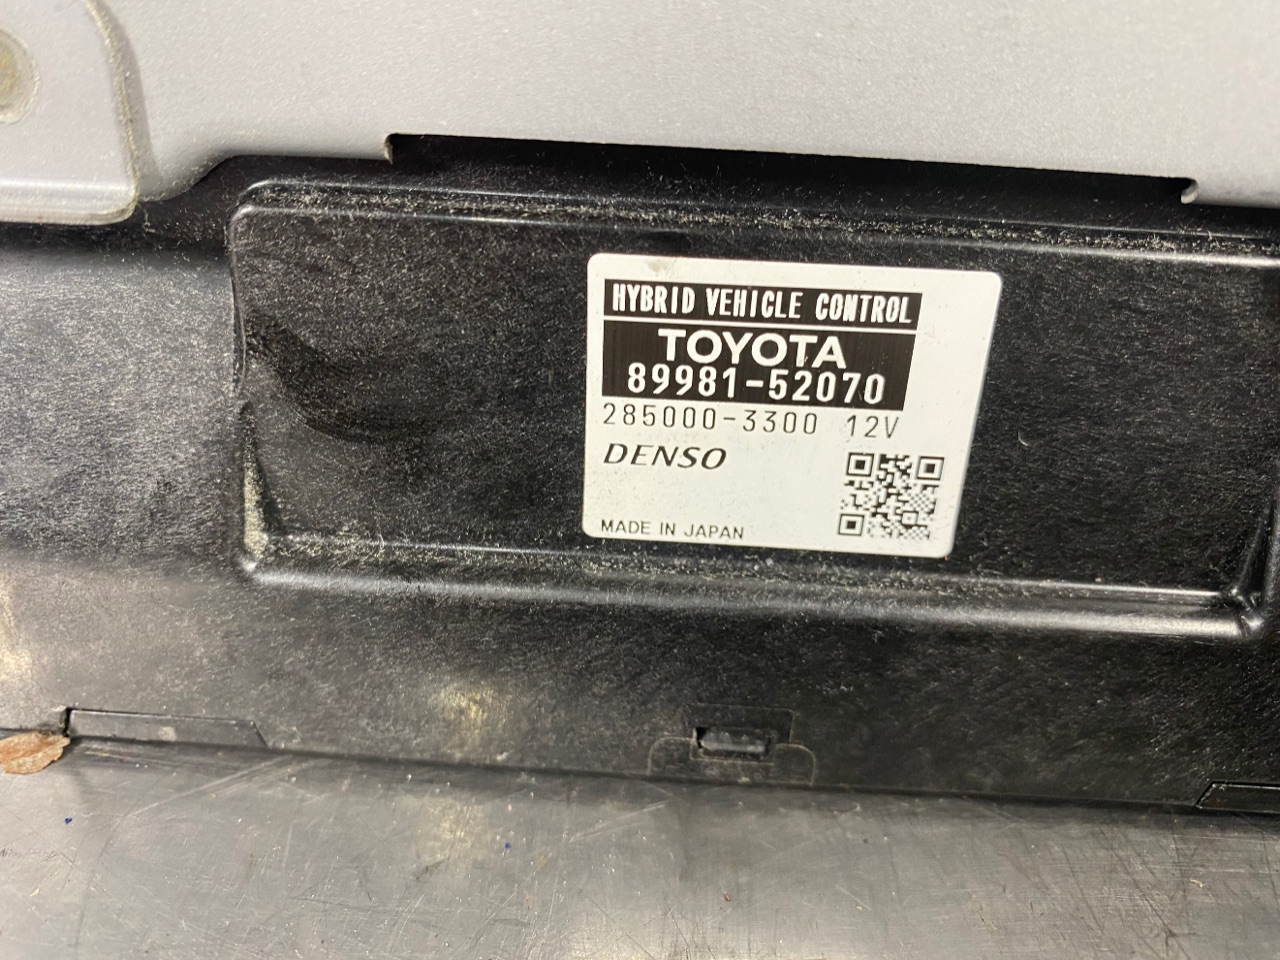 HYBRID VEHICLE CONTROL
TOYOTA
89981-52070
285000-3300 12V
DENSO
MADE IN JAPAN